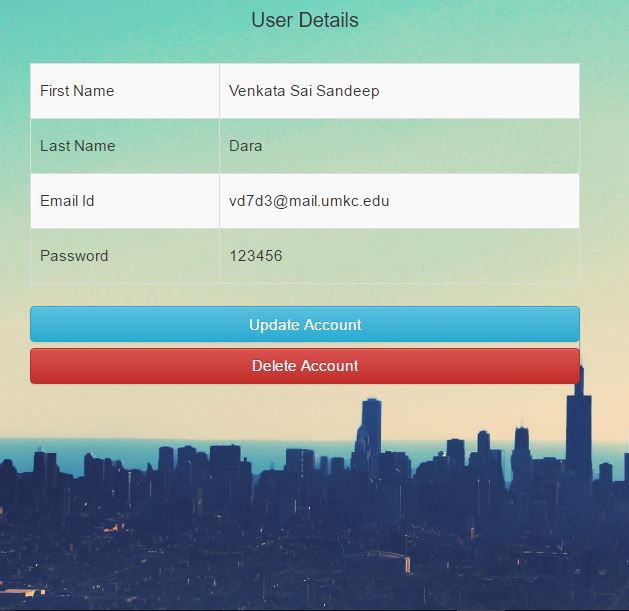 User Details
First Name Venkata Sai Sandeep
Last Name Dara
Email Id vd7d3@mail.umkc.edu
Password 123456
Update Account
Delete Account